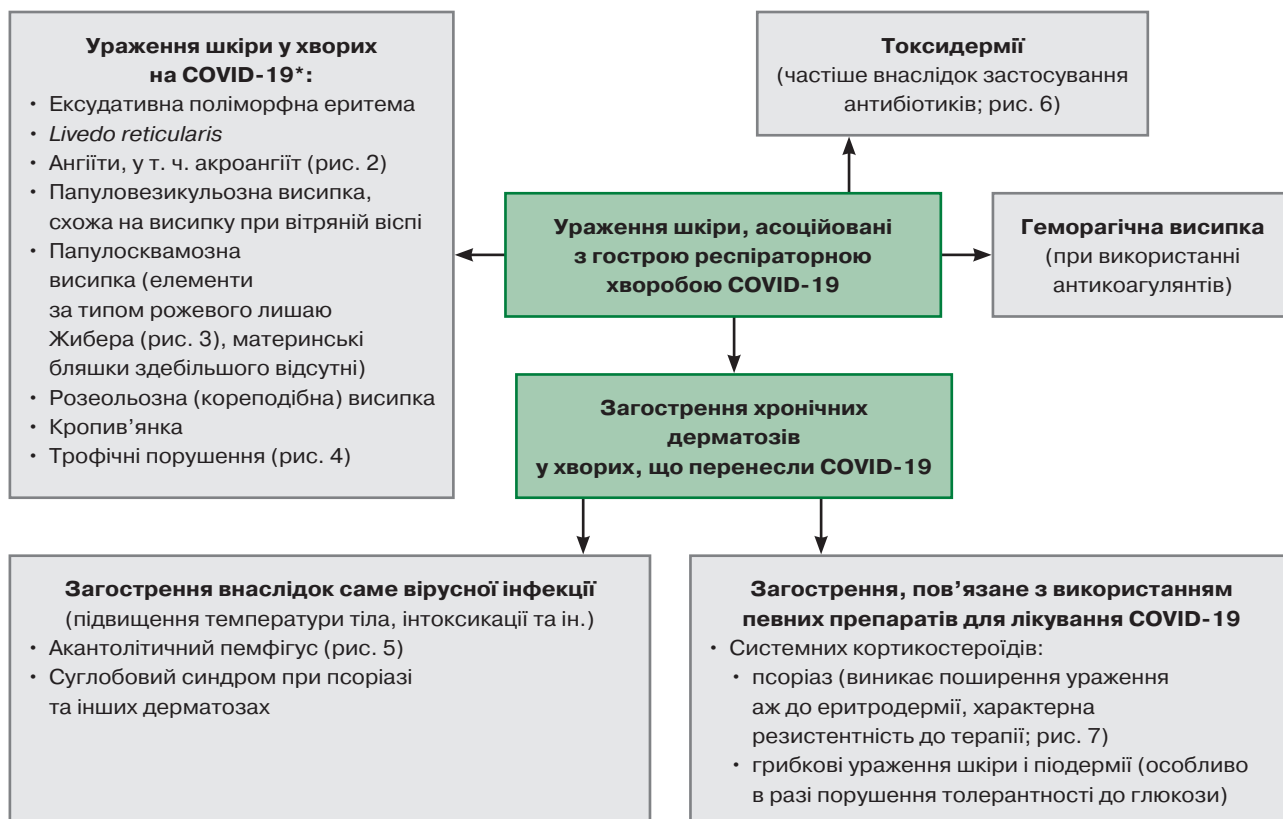 Ураження шкіри у хворих
на COVID-19*:
• Ексудативна поліморфна еритема
• Livedo reticularis
• Ангіїти, у т. ч. акроангіїт (рис. 2)
• Папуловезикульозна висипка,
схожа на висипку при вітряній віспі
• Папулосквамозна
висипка (елементи
за типом рожевого лишаю
Жибера (рис. 3), материнські
бляшки здебільшого відсутні)
• Розеольозна (кореподібна) висипка
• Кропив’янка
• Трофічні порушення (рис. 4)
Токсидермії
(частіше внаслідок застосування
антибіотиків; рис. 6)
Ураження шкіри, асоційовані
з гострою респіраторною
хворобою COVID-19
Геморагічна висипка
(при використанні
антикоагулянтів)
Загострення хронічних
дерматозів
у хворих, що перенесли COVID-19
Загострення внаслідок саме вірусної інфекції
(підвищення температури тіла, інтоксикації та ін.)
• Акантолітичний пемфігус (рис. 5)
• Суглобовий синдром при псоріазі
та інших дерматозах
Загострення, пов’язане з використанням
певних препаратів для лікування COVID-19
• Системних кортикостероїдів:
• псоріаз (виникає поширення ураження
аж до еритродермії, характерна
резистентність до терапії; рис. 7)
• грибкові ураження шкіри і піодермії (особливо
в разі порушення толерантності до глюкози)